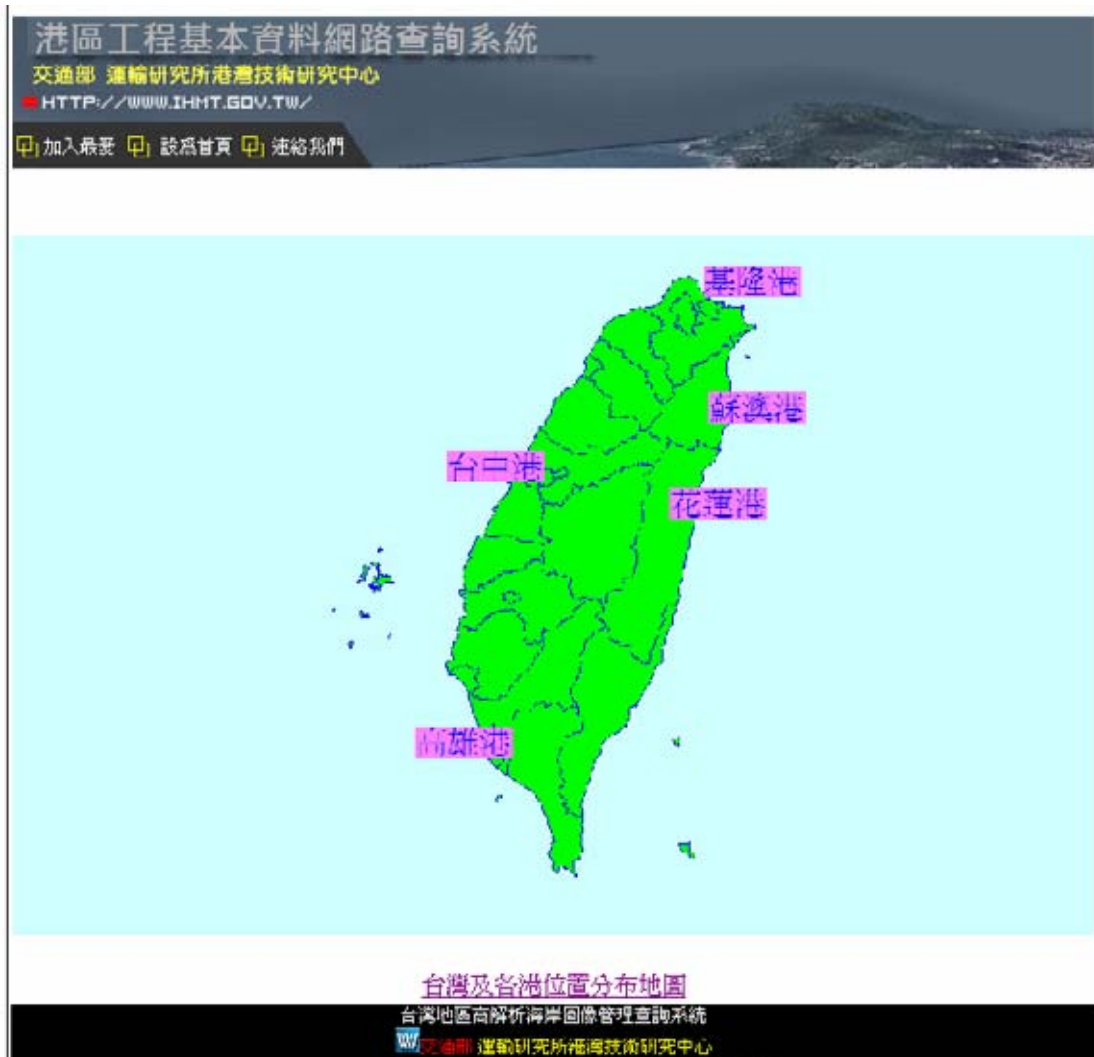 港區工程基本資料網路查詢系統
交通部 運輸研究所港灣技術研究中心
HTTP://WWW.IHMT.GOV.TW/
加入最愛 設為首頁 連絡我們
基隆港
蘇澳港
台中港
花蓮港
高雄港
台灣及各港位置分布地圖
台灣地區高解析海岸圖像管理查詢系統
交通部 運輸研究所港灣技術研究中心